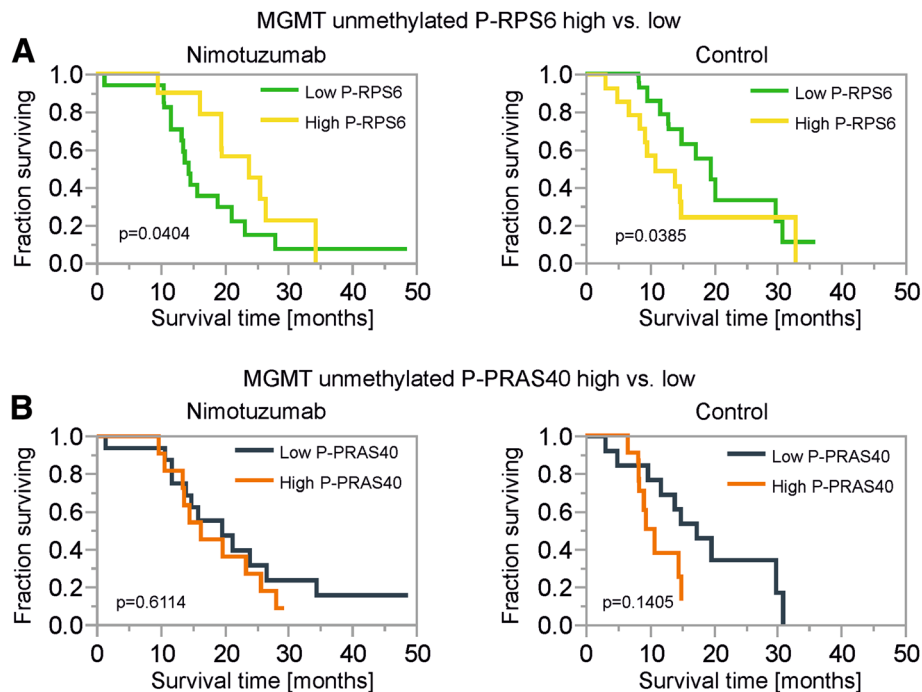 MGMT unmethylated P-RPS6 high vs. low
A
Nimotuzumab
Fraction surviving
1.0
0.8
0.6
0.4
0.2
0.0
Low P-RPS6
High P-RPS6
p=0.0404
0 10 20 30 40 50
Survival time [months]
Control
Fraction surviving
1.0
0.8
0.6
0.4
0.2
0.0
Low P-RPS6
High P-RPS6
p=0.0385
0 10 20 30 40 50
Survival time [months]
MGMT unmethylated P-PRAS40 high vs. low
B
Nimotuzumab
Fraction surviving
1.0
0.8
0.6
0.4
0.2
0.0
Low P-PRAS40
High P-PRAS40
p=0.6114
0 10 20 30 40 50
Survival time [months]
Control
Fraction surviving
1.0
0.8
0.6
0.4
0.2
0.0
Low P-PRAS40
High P-PRAS40
p=0.1405
0 10 20 30 40 50
Survival time [months]